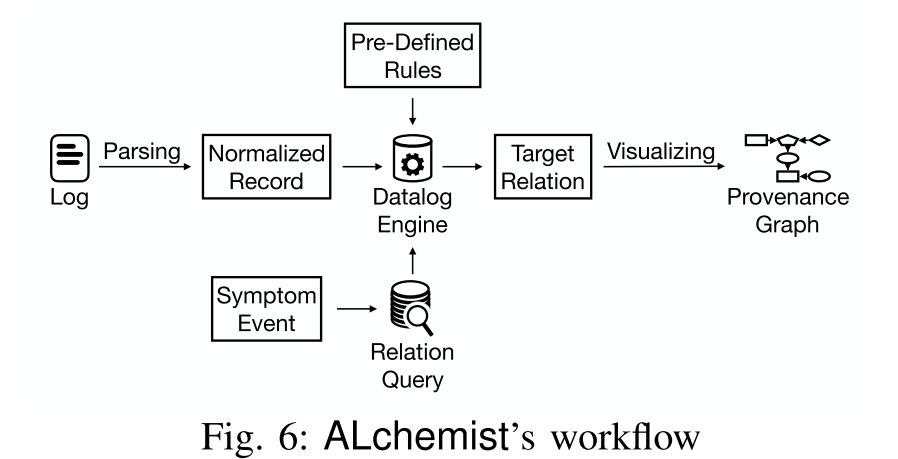 Pre-Defined
Rules
Parsing
Log
Normalized
Record
Datalog
Engine
Target
Relation
Visualizing
Provenance
Graph
Symptom
Event
Relation
Query
Fig. 6: ALchemist's workflow